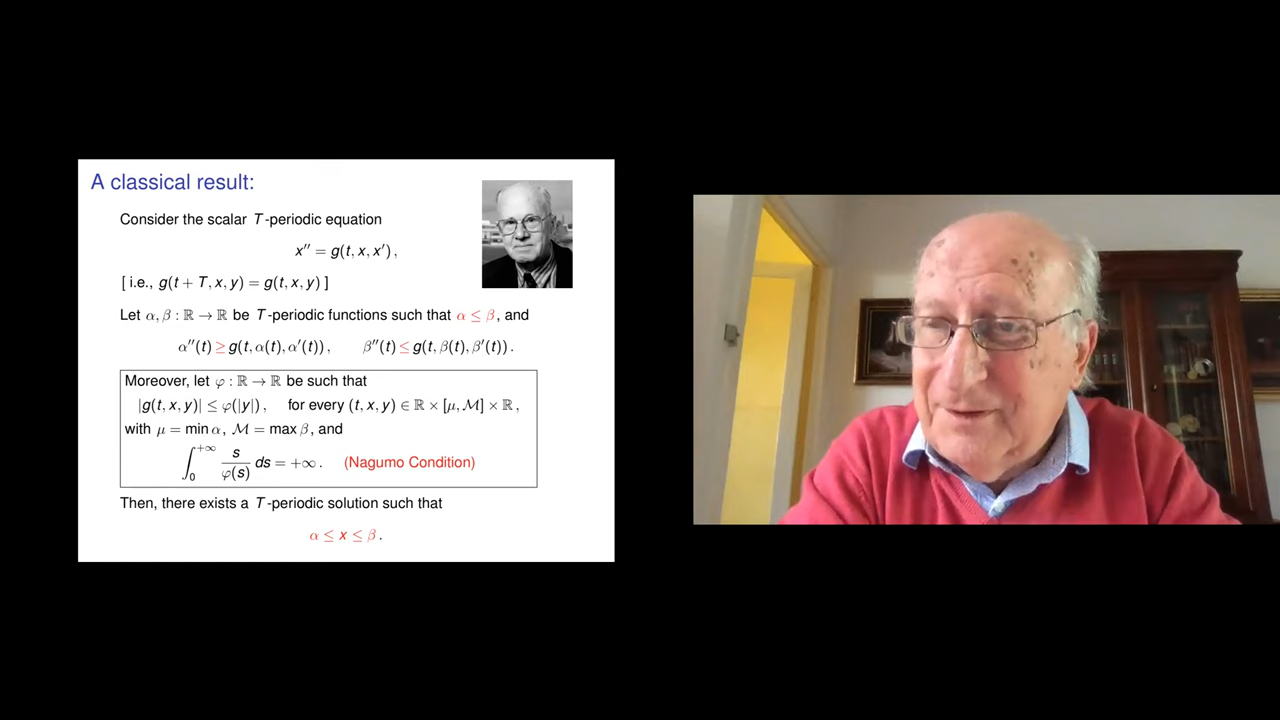 A classical result:
Consider the scalar T-periodic equation
x′′ = g(t, x, x′) ,
[ i.e., g(t + T, x, y) = g(t, x, y) ]
Let α, β : ℝ → ℝ be T-periodic functions such that α ≤ β, and
α′′(t) ≥ g(t, α(t), α′(t)) , β′′(t) ≤ g(t, β(t), β′(t)) .
Moreover, let φ : ℝ → ℝ be such that
|g(t, x, y)| ≤ φ(|y|) , for every (t, x, y) ∈ ℝ × [μ, ℳ] × ℝ ,
with μ = min α, ℳ = max β, and
∫₀^{+∞} s/φ(s) ds = +∞ . (Nagumo Condition)
Then, there exists a T-periodic solution such that
α ≤ x ≤ β .